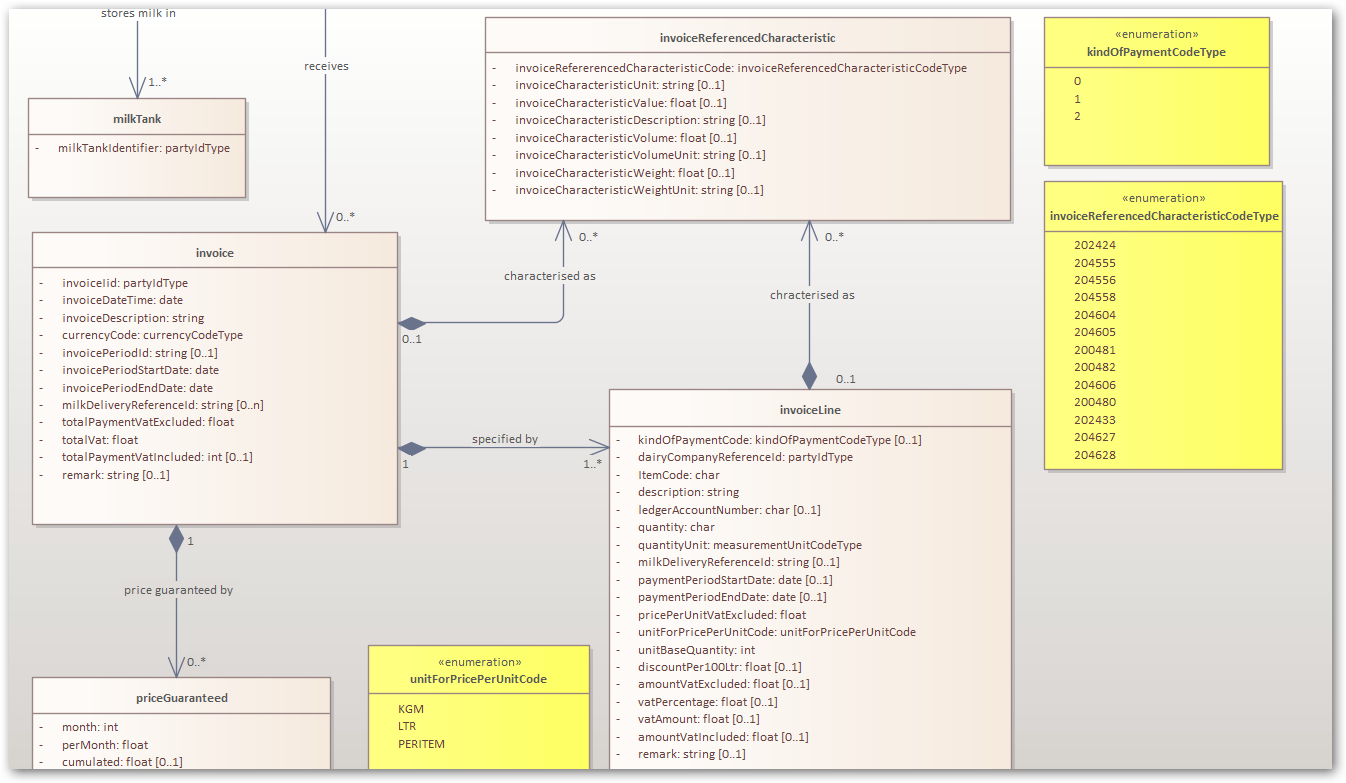 stores milk in
1..*
milkTank
- milkTankIdentifier: partyIdType
receives
0..*
invoiceReferencedCharacteristic
- invoiceRefererencedCharacteristicCode: invoiceReferencedCharacteristicCodeType
- invoiceCharacteristicUnit: string [0..1]
- invoiceCharacteristicValue: float [0..1]
- invoiceCharacteristicDescription: string [0..1]
- invoiceCharacteristicVolume: float [0..1]
- invoiceCharacteristicVolumeUnit: string [0..1]
- invoiceCharacteristicWeight: float [0..1]
- invoiceCharacteristicWeightUnit: string [0..1]
«enumeration»
kindOfPaymentCodeType
0
1
2
«enumeration»
invoiceReferencedCharacteristicCodeType
202424
204555
204556
204558
204604
204605
200481
200482
204606
200480
202433
204627
204628
invoice
- invoiceIid: partyIdType
- invoiceDateTime: date
- invoiceDescription: string
- currencyCode: currencyCodeType
- invoicePeriodId: string [0..1]
- invoicePeriodStartDate: date
- invoicePeriodEndDate: date
- milkDeliveryReferenceId: string [0..n]
- totalPaymentVatExcluded: float
- totalVat: float
- totalPaymentVatIncluded: int [0..1]
- remark: string [0..1]
0..*
characterised as
0..1
0..*
chracterised as
0..1
specified by
1
1..*
invoiceLine
- kindOfPaymentCode: kindOfPaymentCodeType [0..1]
- dairyCompanyReferenceId: partyIdType
- ItemCode: char
- description: string
- ledgerAccountNumber: char [0..1]
- quantity: char
- quantityUnit: measurementUnitCodeType
- milkDeliveryReferenceId: string [0..1]
- paymentPeriodStartDate: date [0..1]
- paymentPeriodEndDate: date [0..1]
- pricePerUnitVatExcluded: float
- unitForPricePerUnitCode: unitForPricePerUnitCode
- unitBaseQuantity: int
- discountPer100Ltr: float [0..1]
- amountVatExcluded: float [0..1]
- vatPercentage: float [0..1]
- vatAmount: float [0..1]
- amountVatIncluded: float [0..1]
- remark: string [0..1]
1
price guaranteed by
0..*
priceGuaranteed
- month: int
- perMonth: float
- cumulated: float [0..1]
«enumeration»
unitForPricePerUnitCode
KGM
LTR
PERITEM